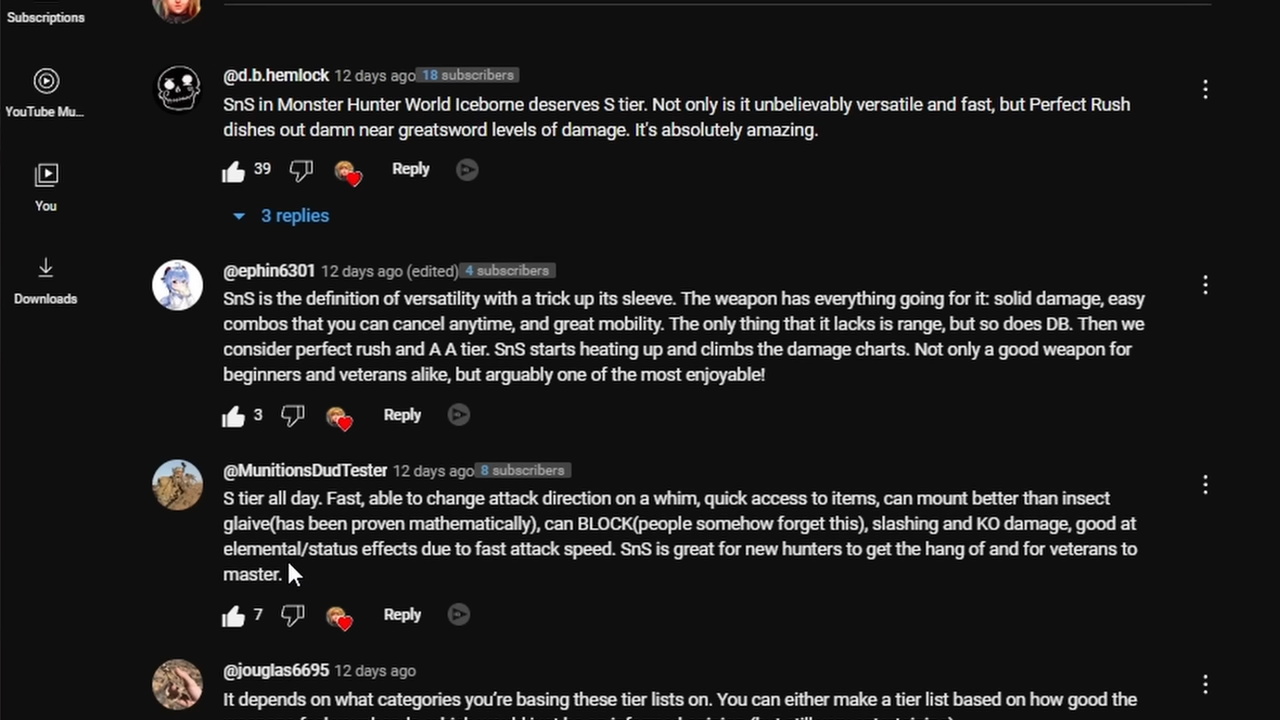 Subscriptions
YouTube Mu...
You
Downloads
@d.b.hemlock 12 days ago 18 subscribers
SnS in Monster Hunter World Iceborne deserves S tier. Not only is it unbelievably versatile and fast, but Perfect Rush
dishes out damn near greatsword levels of damage. It's absolutely amazing.
39 Reply
3 replies
@ephin6301 12 days ago (edited) 4 subscribers
SnS is the definition of versatility with a trick up its sleeve. The weapon has everything going for it: solid damage, easy
combos that you can cancel anytime, and great mobility. The only thing that it lacks is range, but so does DB. Then we
consider perfect rush and A A tier. SnS starts heating up and climbs the damage charts. Not only a good weapon for
beginners and veterans alike, but arguably one of the most enjoyable!
3 Reply
@MunitionsDudTester 12 days ago 8 subscribers
S tier all day. Fast, able to change attack direction on a whim, quick access to items, can mount better than insect
glaive(has been proven mathematically), can BLOCK(people somehow forget this), slashing and KO damage, good at
elemental/status effects due to fast attack speed. SnS is great for new hunters to get the hang of and for veterans to
master.
7 Reply
@jouglas6695 12 days ago
It depends on what categories you're basing these tier lists on. You can either make a tier list based on how good the